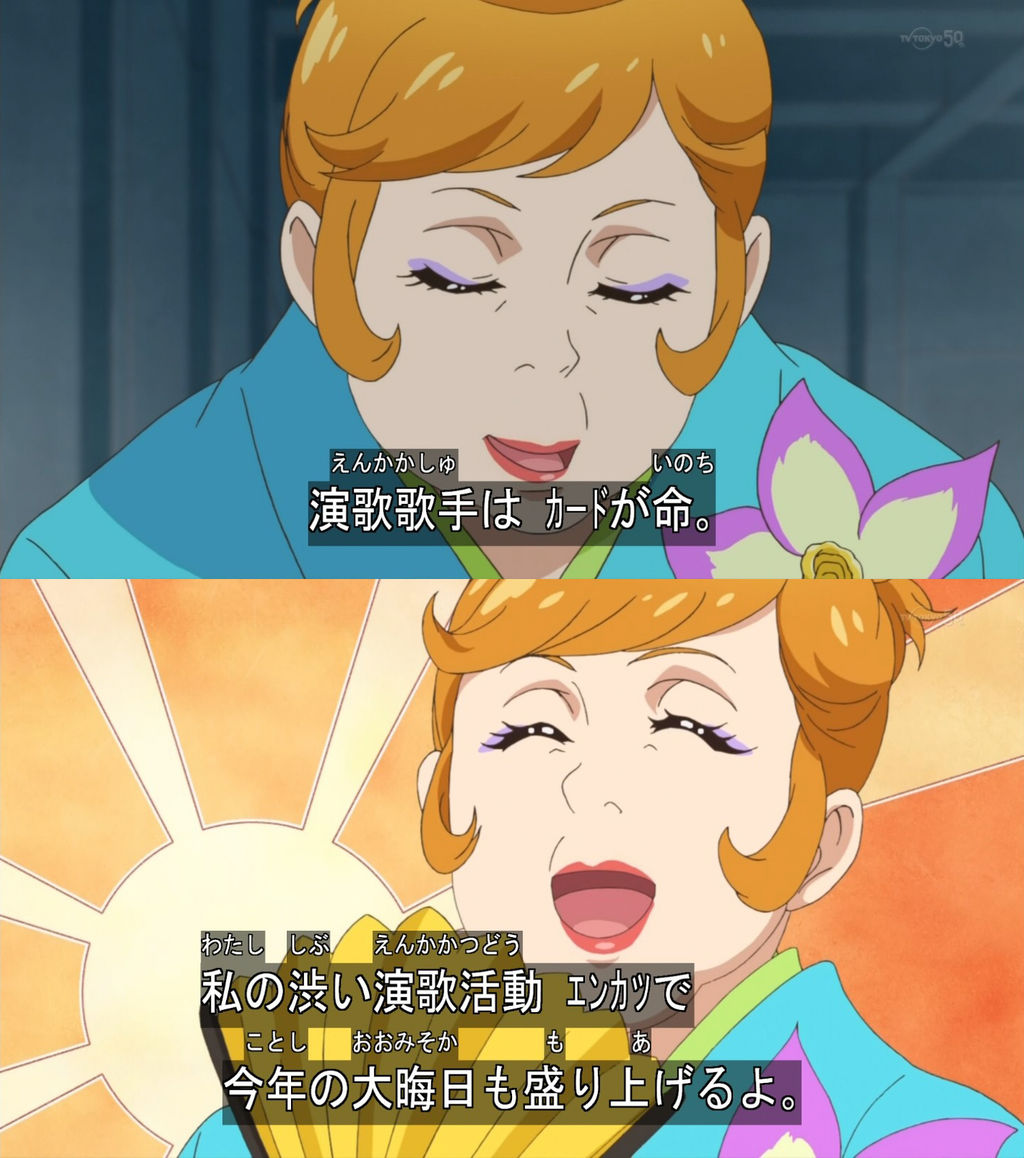 TV TOKYO 50
えんかかしゅ いのち
演歌歌手は ｶｰﾄﾞが命。
わたし しぶ えんかかつどう
私の渋い演歌活動 ｴﾝｶﾂで
ことし おおみそか も あ
今年の大晦日も盛り上げるよ。